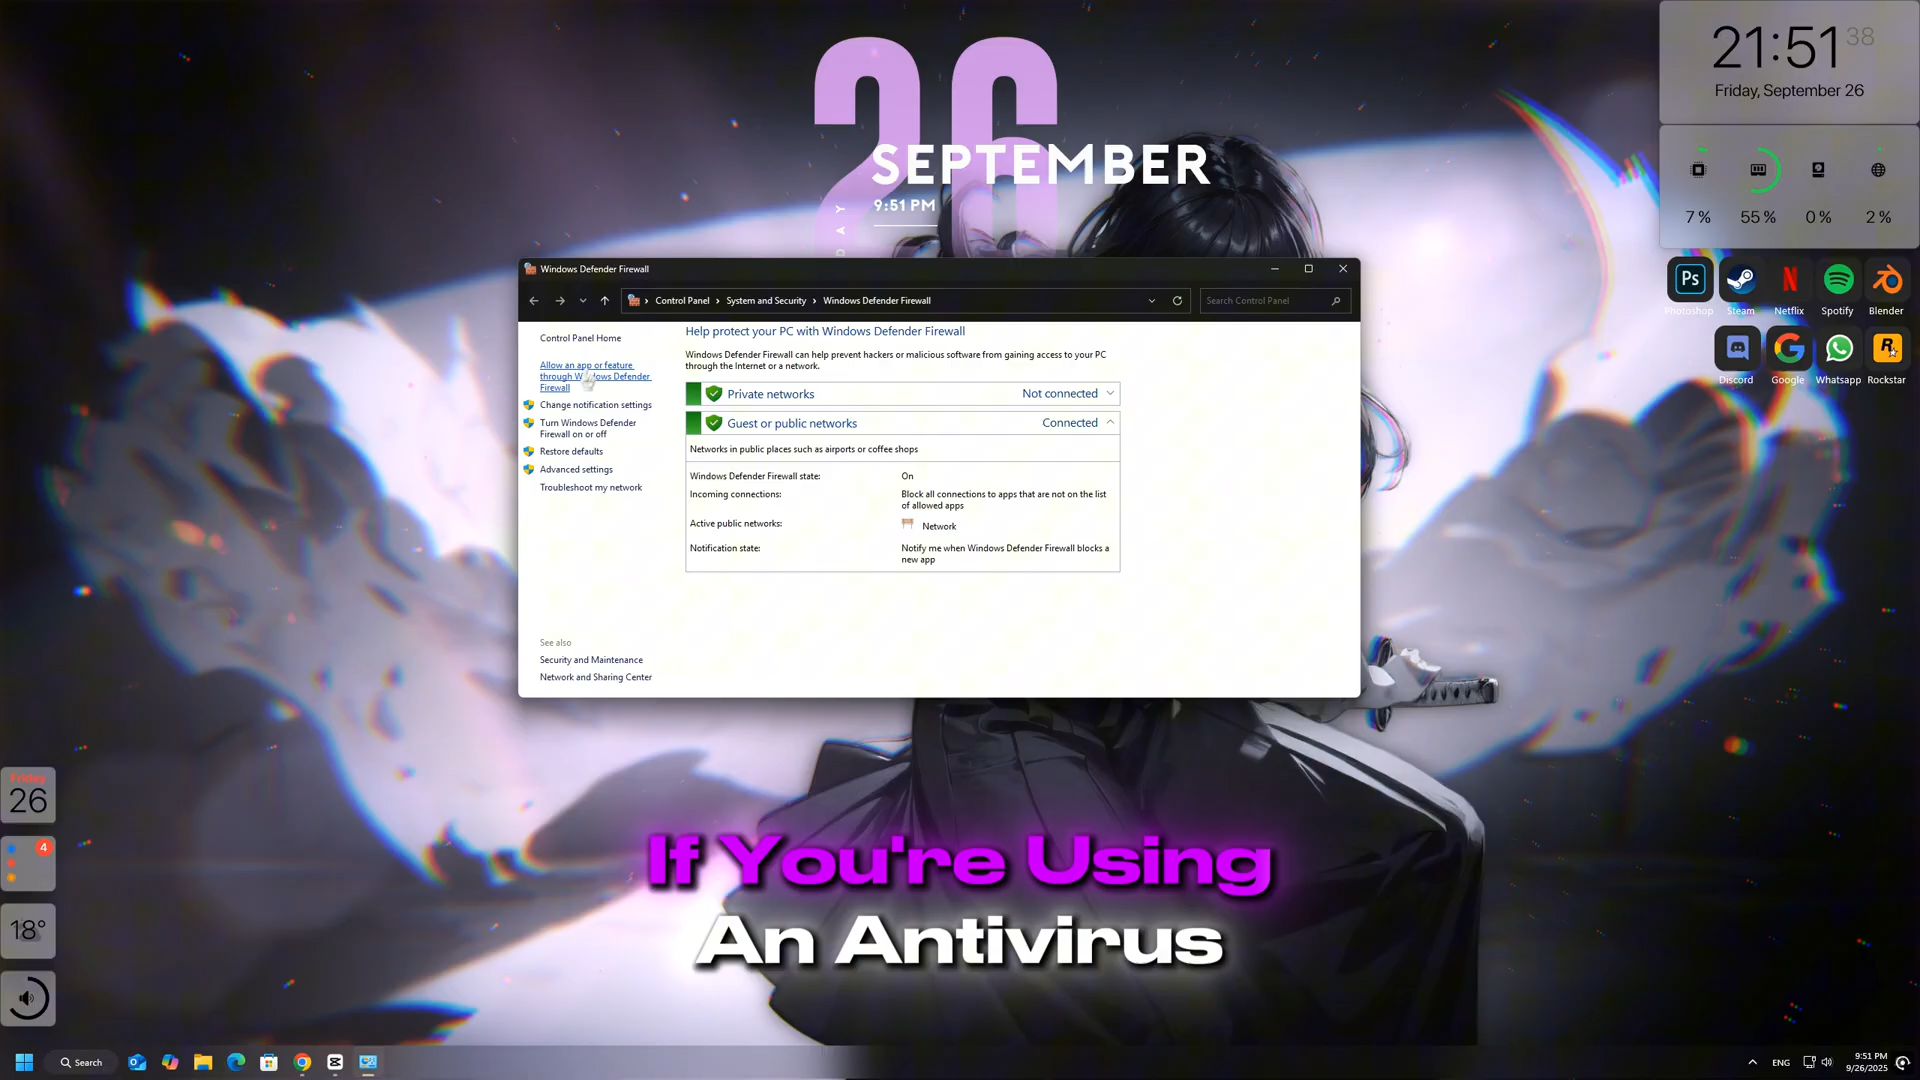 26
SEPTEMBER
9:51 PM
DAY
21:51 38
Friday, September 26
7 %
55 %
0 %
2 %
Ps
Photoshop
Steam
Netflix
Spotify
Blender
Discord
Google
Whatsapp
Rockstar
Windows Defender Firewall
Control Panel › System and Security › Windows Defender Firewall
Search Control Panel
Control Panel Home
Allow an app or feature
through Windows Defender
Firewall
Change notification settings
Turn Windows Defender
Firewall on or off
Restore defaults
Advanced settings
Troubleshoot my network
See also
Security and Maintenance
Network and Sharing Center
Help protect your PC with Windows Defender Firewall
Windows Defender Firewall can help prevent hackers or malicious software from gaining access to your PC
through the Internet or a network.
Private networks Not connected
Guest or public networks Connected
Networks in public places such as airports or coffee shops
Windows Defender Firewall state: On
Incoming connections: Block all connections to apps that are not on the list
of allowed apps
Active public networks: Network
Notification state: Notify me when Windows Defender Firewall blocks a
new app
Friday
26
4
18°
If You're Using
An Antivirus
Search
ENG
9:51 PM
9/26/2025